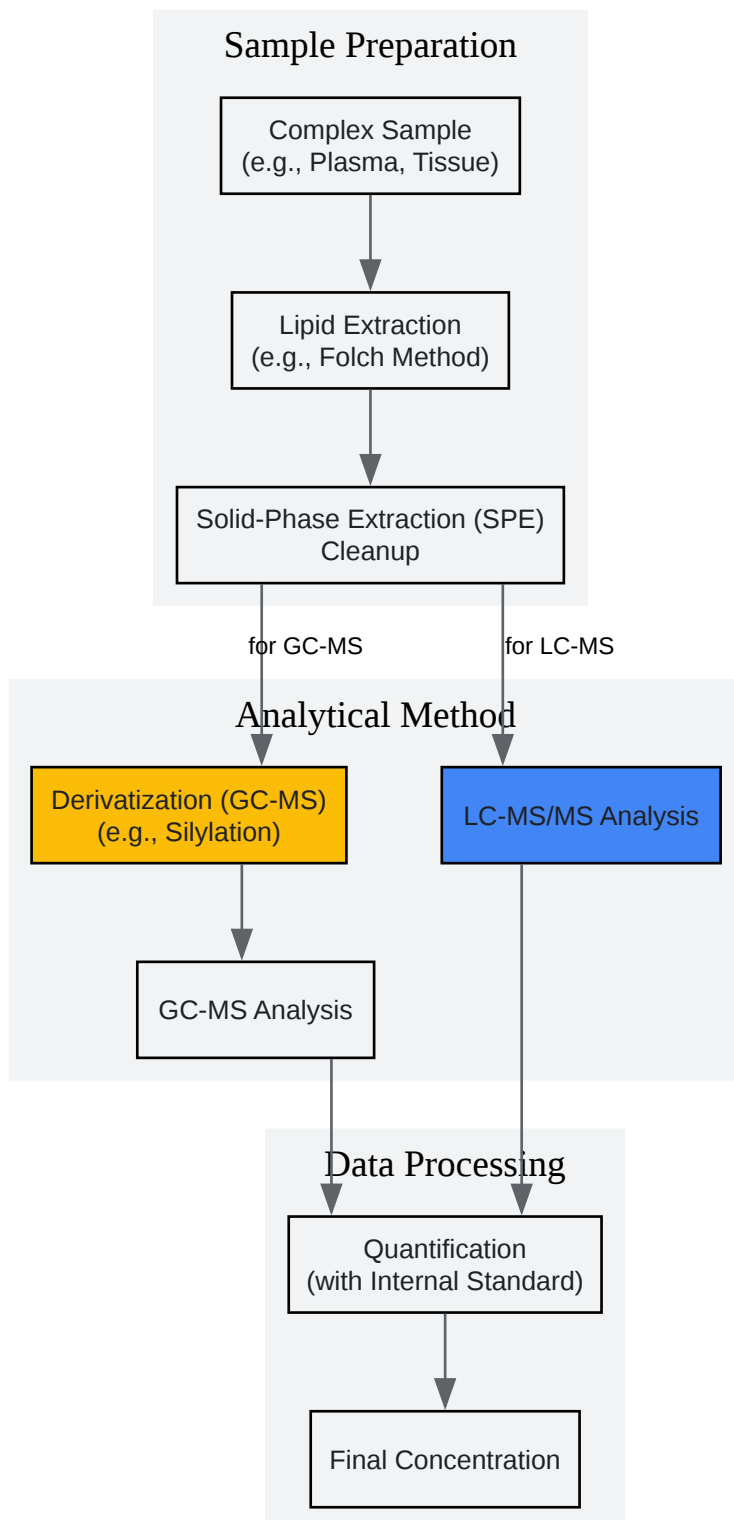 Sample Preparation
Complex Sample
(e.g., Plasma, Tissue)
Lipid Extraction
(e.g., Folch Method)
Solid-Phase Extraction (SPE)
Cleanup
for GC-MS
for LC-MS
Analytical Method
Derivatization (GC-MS)
(e.g., Silylation)
LC-MS/MS Analysis
GC-MS Analysis
Data Processing
Quantification
(with Internal Standard)
Final Concentration